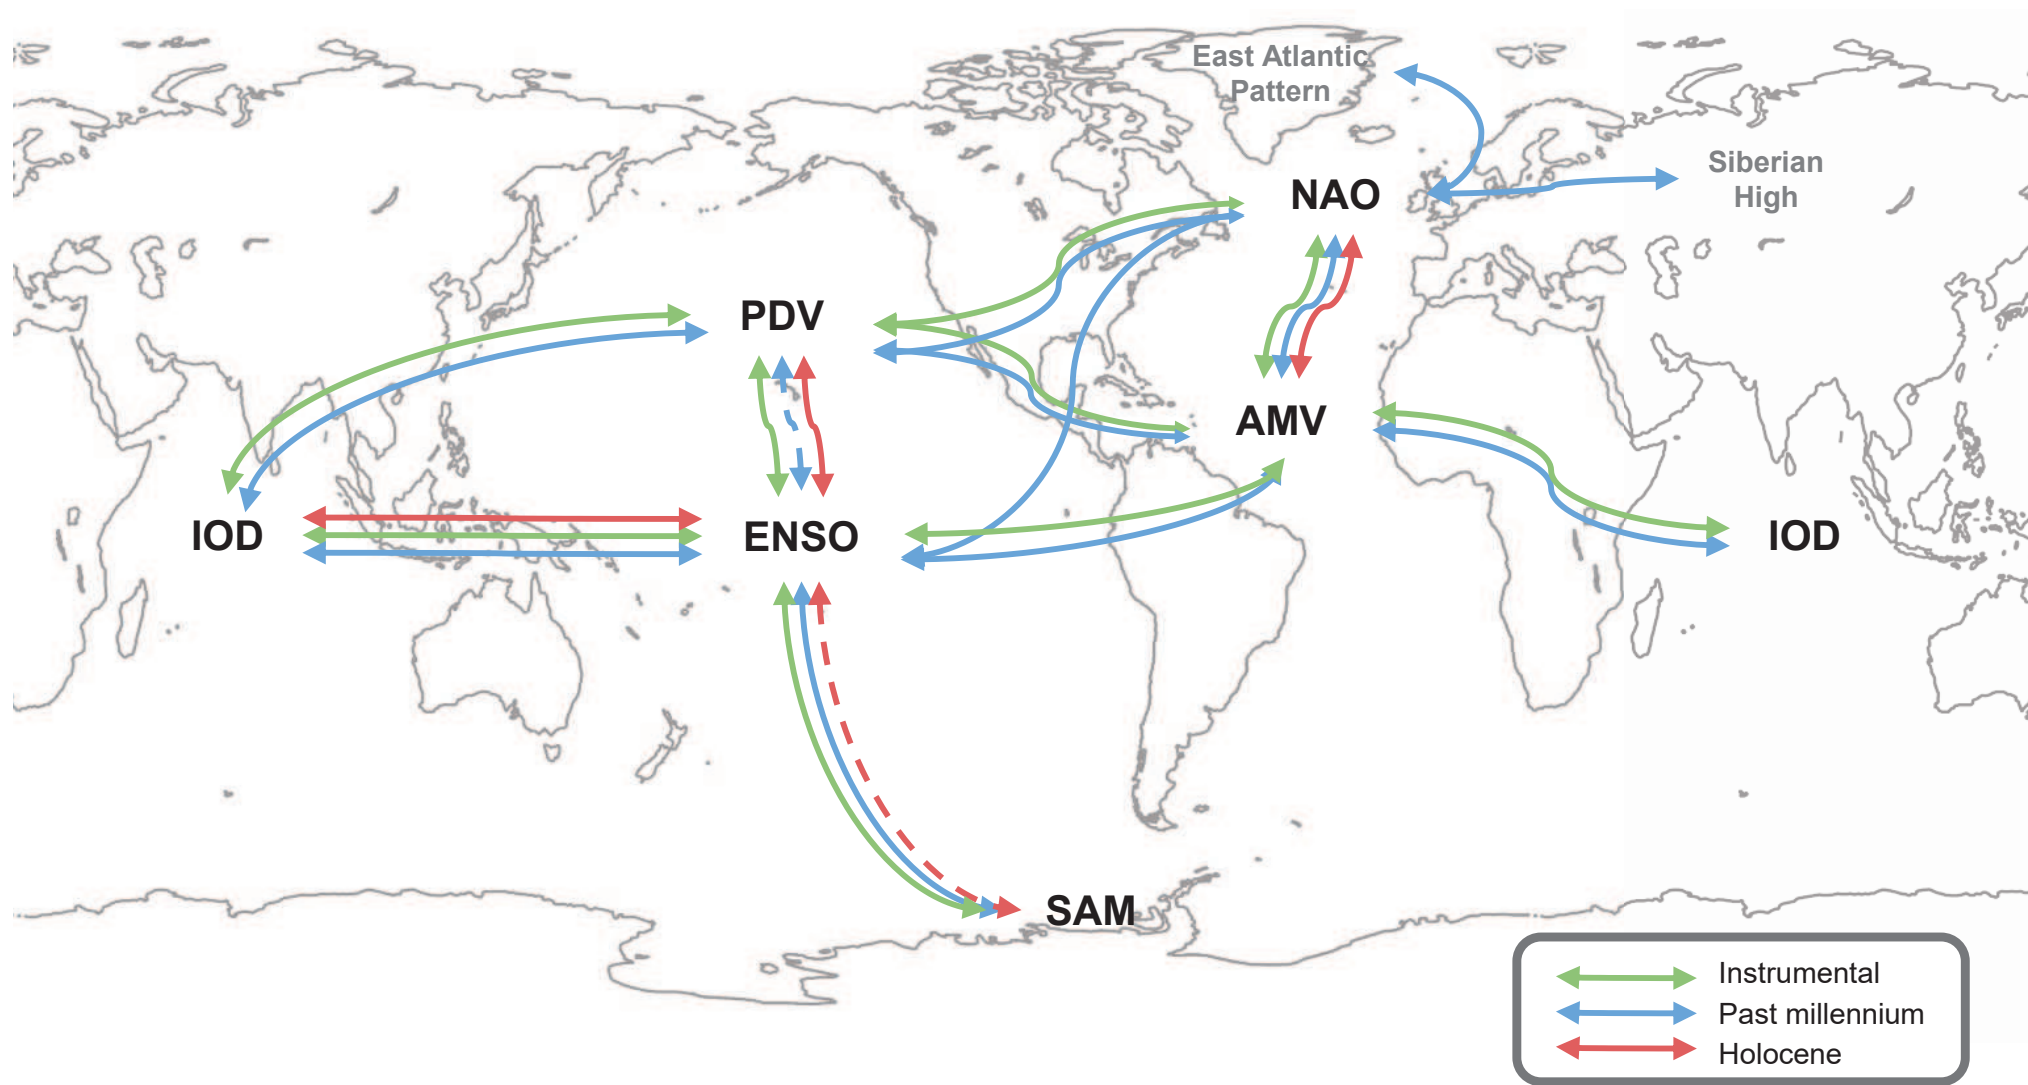 East Atlantic
Pattern
Siberian
High
NAO
PDV
AMV
IOD
ENSO
IOD
SAM
Instrumental
Past millennium
Holocene